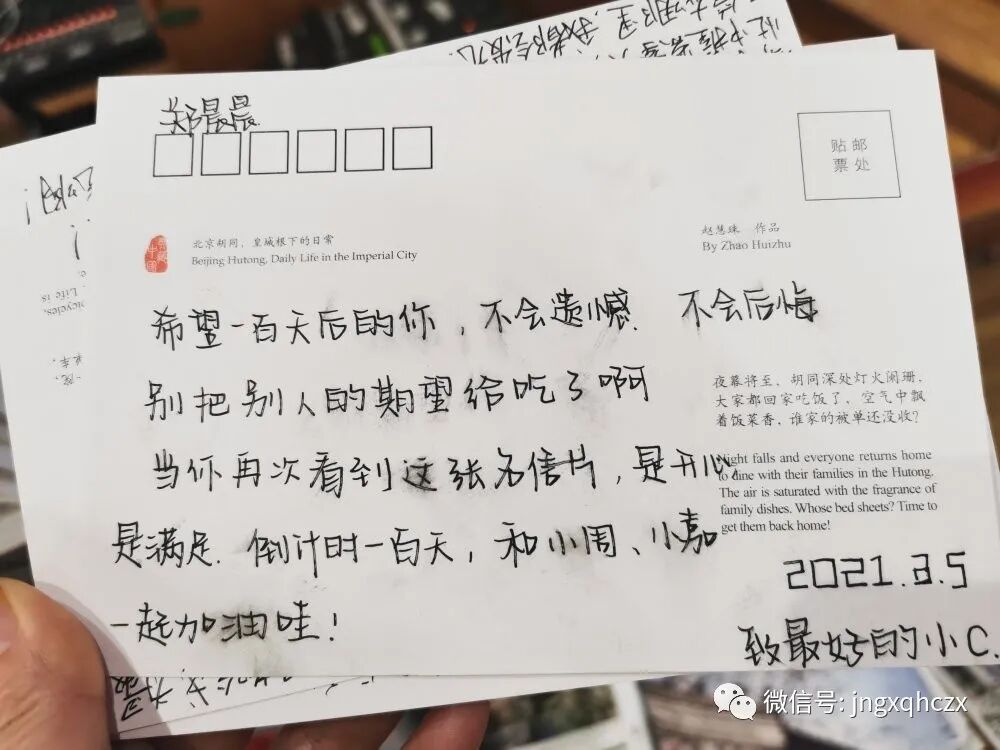 郑晨晨
贴邮
票处
北京胡同,皇城根下的日常
Beijing Hutong, Daily Life in the Imperial City
赵慧珠 作品
By Zhao Huizhu
希望一百天后的你,不会遗憾. 不会后悔
别把别人的期望给吃了啊
当你再次看到这张名信片,是开心
是满足. 倒计时一百天,和小周、小嘉
一起加油哇!
夜幕将至,胡同深处灯火阑珊,
大家都回家吃饭了,空气中飘
着饭菜香,谁家的被单还没收?
Night falls and everyone returns home
to dine with their families in the Hutong.
The air is saturated with the fragrance of
family dishes. Whose bed sheets? Time to
get them back home!
2021.3.5
致最好的小C.
微信号: jngxqhczx